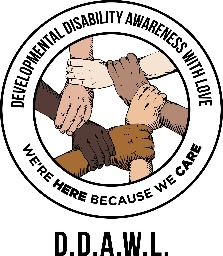 DEVELOPMENTAL DISABILITY AWARENESS WITH LOVE
WE'RE HERE BECAUSE WE CARE
D.D.A.W.L.